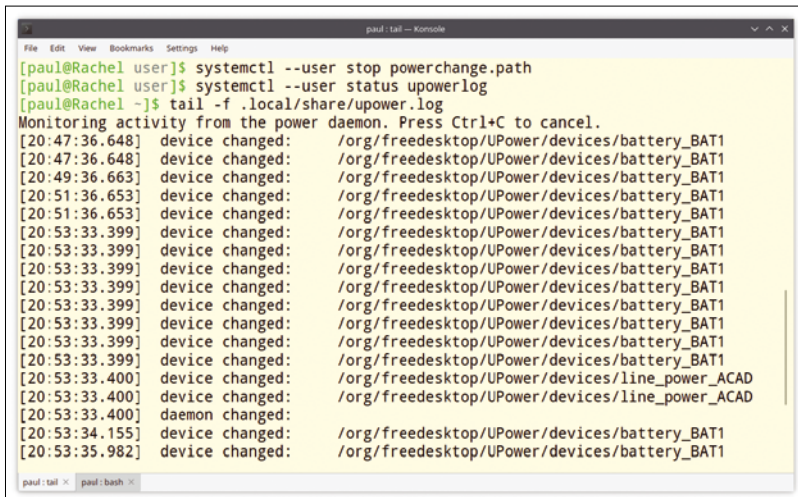 paul : tail — Konsole
File Edit View Bookmarks Settings Help
[paul@Rachel user]$ systemctl --user stop powerchange.path
[paul@Rachel user]$ systemctl --user status upowerlog
[paul@Rachel ~]$ tail -f .local/share/upower.log
Monitoring activity from the power daemon. Press Ctrl+C to cancel.
[20:47:36.648] device changed: /org/freedesktop/UPower/devices/battery_BAT1
[20:47:36.648] device changed: /org/freedesktop/UPower/devices/battery_BAT1
[20:49:36.663] device changed: /org/freedesktop/UPower/devices/battery_BAT1
[20:51:36.653] device changed: /org/freedesktop/UPower/devices/battery_BAT1
[20:51:36.653] device changed: /org/freedesktop/UPower/devices/battery_BAT1
[20:53:33.399] device changed: /org/freedesktop/UPower/devices/battery_BAT1
[20:53:33.399] device changed: /org/freedesktop/UPower/devices/battery_BAT1
[20:53:33.399] device changed: /org/freedesktop/UPower/devices/battery_BAT1
[20:53:33.399] device changed: /org/freedesktop/UPower/devices/battery_BAT1
[20:53:33.399] device changed: /org/freedesktop/UPower/devices/battery_BAT1
[20:53:33.399] device changed: /org/freedesktop/UPower/devices/battery_BAT1
[20:53:33.399] device changed: /org/freedesktop/UPower/devices/battery_BAT1
[20:53:33.399] device changed: /org/freedesktop/UPower/devices/battery_BAT1
[20:53:33.400] device changed: /org/freedesktop/UPower/devices/line_power_ACAD
[20:53:33.400] device changed: /org/freedesktop/UPower/devices/line_power_ACAD
[20:53:33.400] daemon changed:
[20:53:34.155] device changed: /org/freedesktop/UPower/devices/battery_BAT1
[20:53:35.982] device changed: /org/freedesktop/UPower/devices/battery_BAT1
paul : tail paul : bash